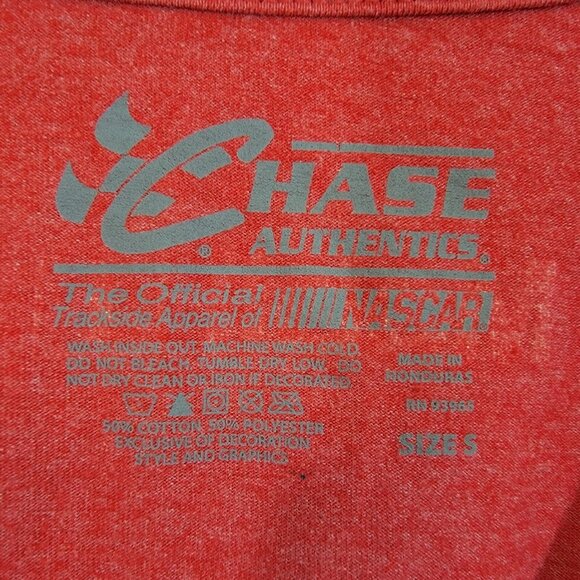 CHASE
AUTHENTICS®
®
The Official
Trackside Apparel of NASCAR
WASH INSIDE OUT. MACHINE WASH COLD.
DO NOT BLEACH. TUMBLE DRY LOW. DO
NOT DRY CLEAN OR IRON IF DECORATED.
50% COTTON, 50% POLYESTER
EXCLUSIVE OF DECORATION
STYLE AND GRAPHICS
MADE IN
HONDURAS
RN
SIZE S